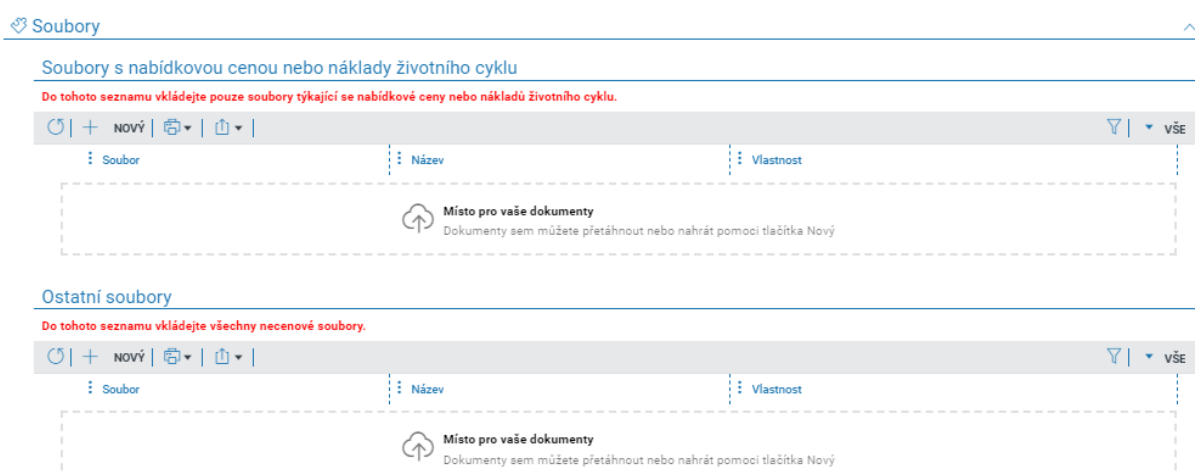 Soubory
Soubory s nabídkovou cenou nebo náklady životního cyklu
Do tohoto seznamu vkládejte pouze soubory týkající se nabídkové ceny nebo nákladů životního cyklu.
NOVÝ VŠE
Soubor Název Vlastnost
Místo pro vaše dokumenty
Dokumenty sem můžete přetáhnout nebo nahrát pomoci tlačítka Nový
Ostatní soubory
Do tohoto seznamu vkládejte všechny necenové soubory.
NOVÝ VŠE
Soubor Název Vlastnost
Místo pro vaše dokumenty
Dokumenty sem můžete přetáhnout nebo nahrát pomoci tlačítka Nový